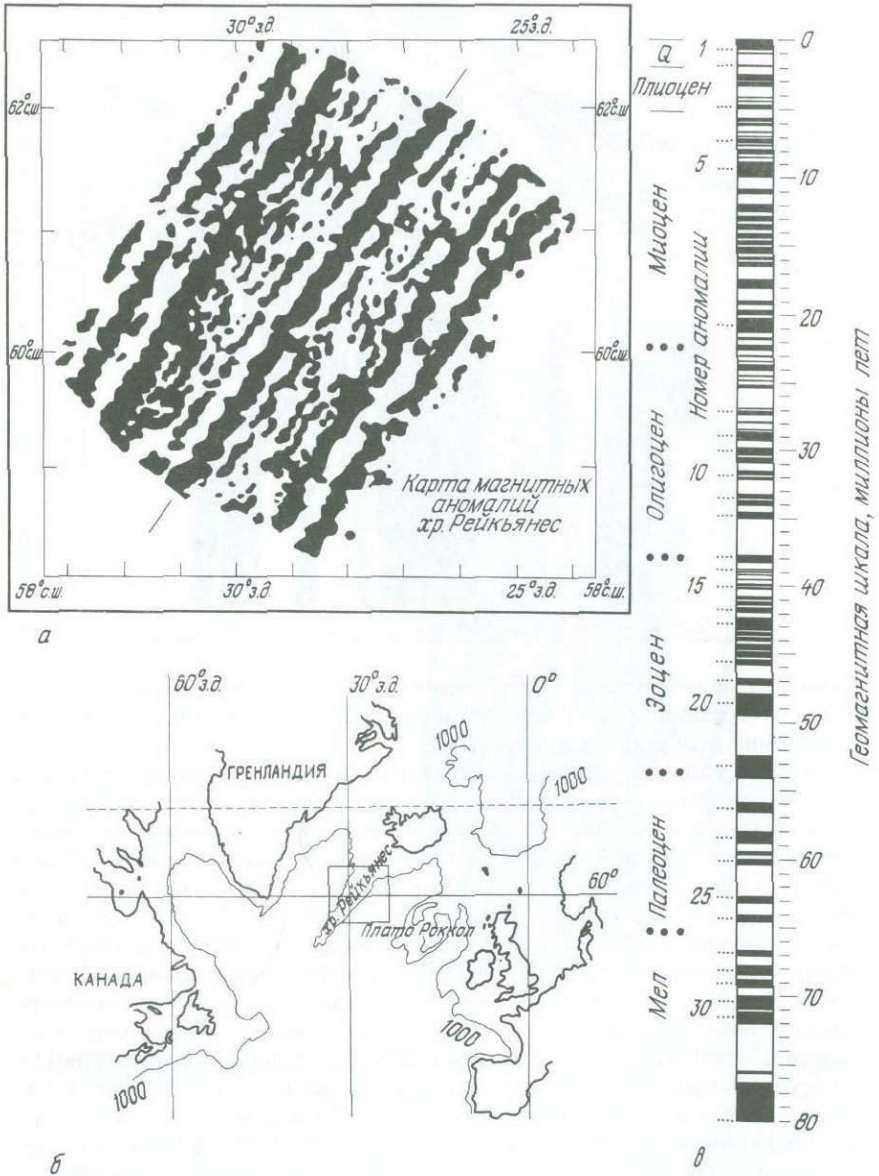 30° з.д.
25° з.д.
62° с.ш
62° с.ш
60° с.ш.
60° с.ш.
Карта магнитных
аномалий
хр. Рейкьянес
58° с.ш.
30° з.д.
25° з.д.
58° с.ш.
а
60° з.д.
30° з.д.
0°
1000
1000
ГРЕНЛАНДИЯ
хр. Рейкьянес
60°
Плато Роккол
КАНАДА
1000
1000
б
Q
Плиоцен
Миоцен
Олигоцен
Эоцен
Палеоцен
Мел
Номер аномалии
1
5
10
15
20
25
30
0
10
20
30
40
50
60
70
80
Геомагнитная шкала, миллионы лет
в